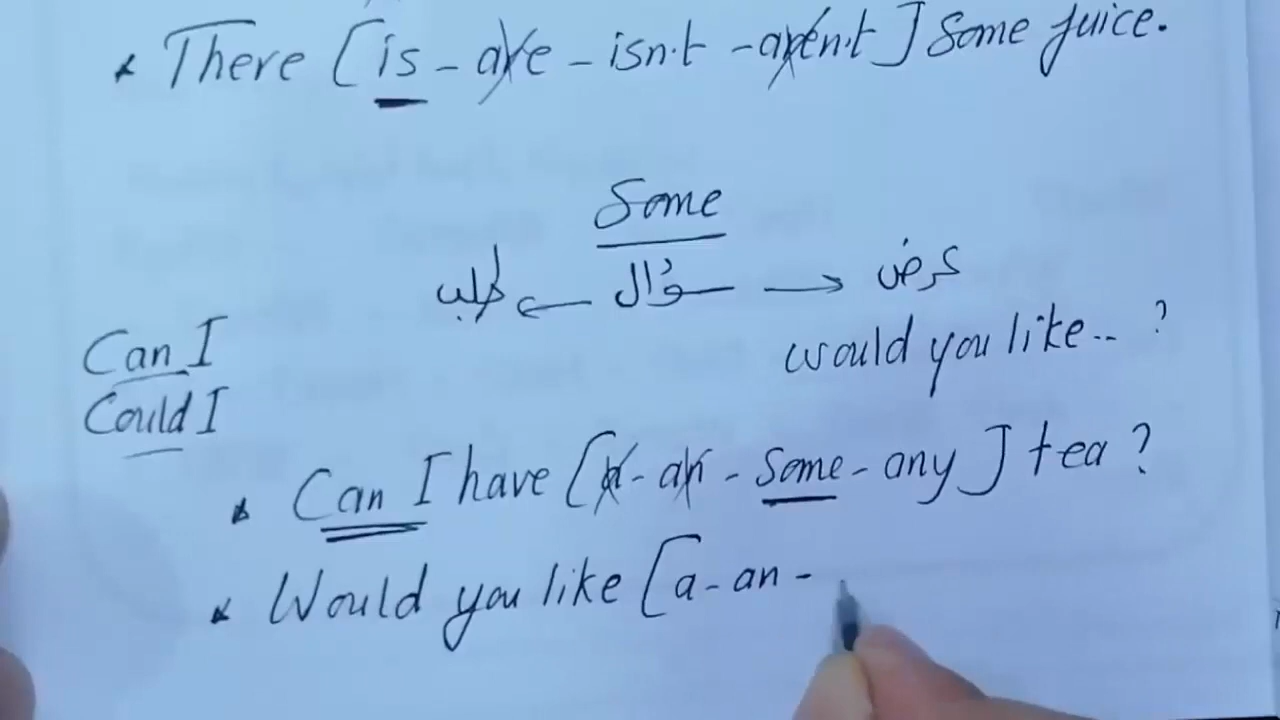 There [is - are - isn't - aren't] Some juice.
Some
طلب ← سؤال → عرض
Can I
would you like.. ?
Could I
Can I have [a - an - Some - any] tea ?
Would you like [a - an -